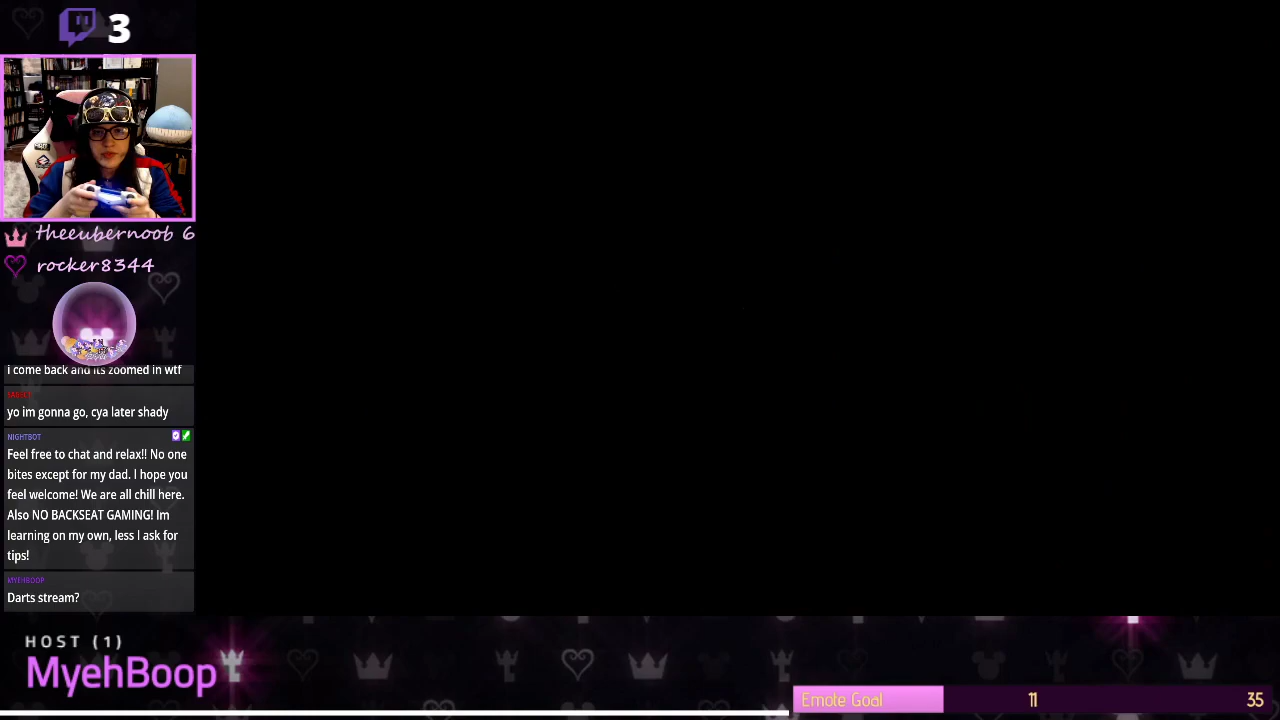 3
theeubernoob 6
rocker8344
i come back and its zoomed in wtf
yo im gonna go, cya later shady
NIGHTBOT
Feel free to chat and relax!! No one
bites except for my dad. I hope you
feel welcome! We are all chill here.
Also NO BACKSEAT GAMING! Im
learning on my own, less I ask for
tips!
MYEHBOOP
Darts stream?
HOST (1)
MyehBoop
Emote Goal 11 35